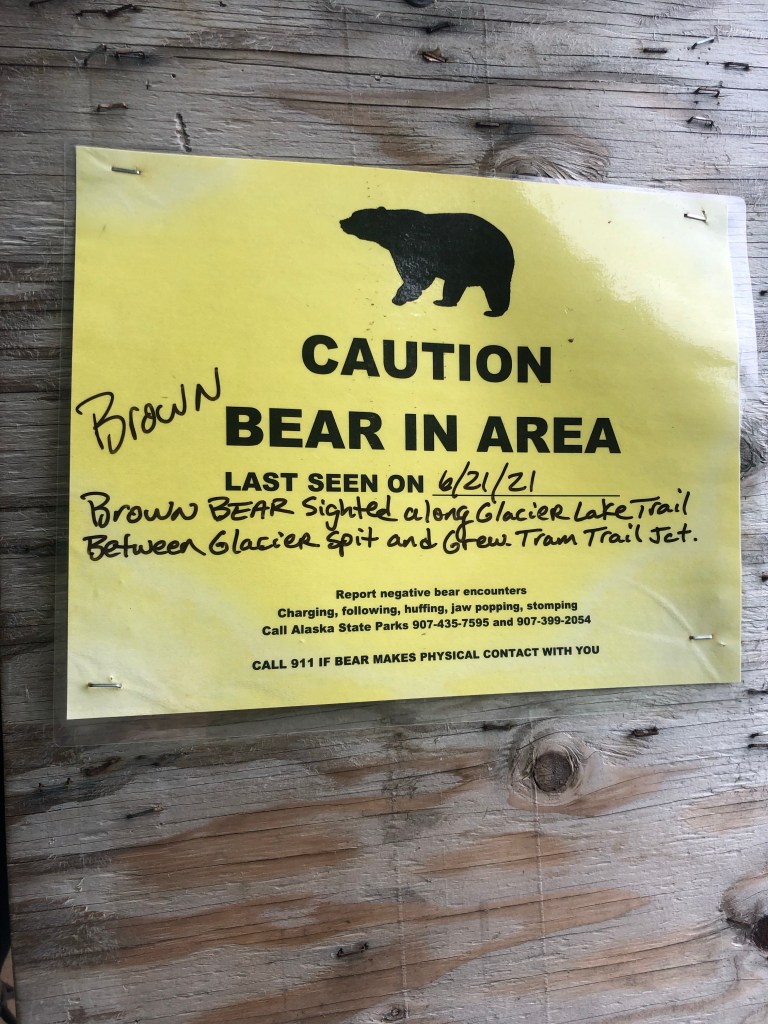 CAUTION
Brown BEAR IN AREA
LAST SEEN ON 6/21/21
Brown BEAR Sighted along Glacier Lake Trail
Between Glacier Spit and Grew.Tram Trail Jct.
Report negative bear encounters
Charging, following, huffing, jaw popping, stomping
Call Alaska State Parks 907-435-7595 and 907-399-2054
CALL 911 IF BEAR MAKES PHYSICAL CONTACT WITH YOU